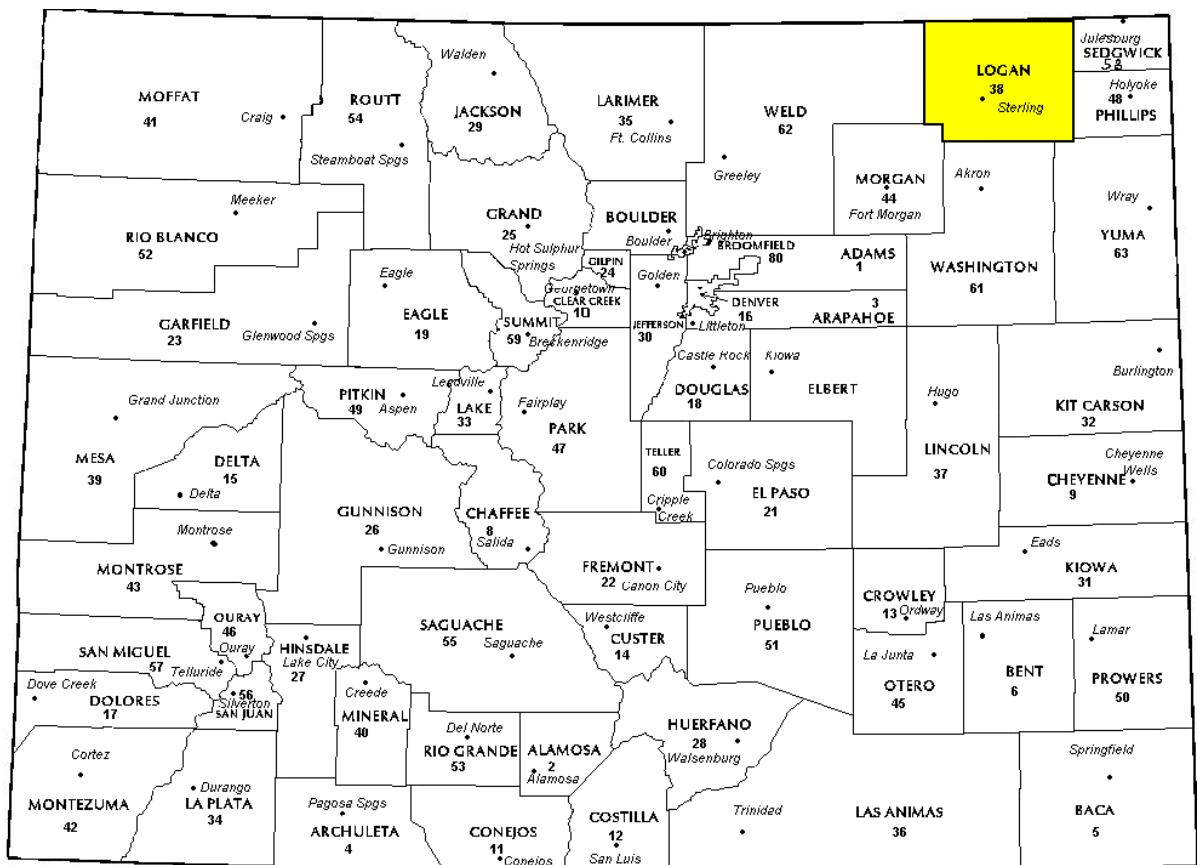 Julesburg
SEDGWICK
58
LOGAN
38
Sterling
Holyoke
48
PHILLIPS
Walden
JACKSON
29
MOFFAT
41
Craig
ROUTT
54
Steamboat Spgs
LARIMER
35
Ft. Collins
WELD
62
Greeley
MORGAN
44
Fort Morgan
Akron
WASHINGTON
61
Wray
YUMA
63
Meeker
RIO BLANCO
52
GRAND
25
Hot Sulphur
Springs
BOULDER
Boulder
Brighton
BROOMFIELD
80
ADAMS
1
GILPIN
24
Golden
Georgetown
CLEAR CREEK
10
DENVER
16
3
ARAPAHOE
Littleton
JEFFERSON
30
Eagle
EAGLE
19
SUMMIT
59
Breckenridge
GARFIELD
23
Glenwood Spgs
Castle Rock
DOUGLAS
18
Kiowa
ELBERT
Hugo
LINCOLN
37
Burlington
KIT CARSON
32
Grand Junction
MESA
39
PITKIN
49
Aspen
Leadville
LAKE
33
Fairplay
PARK
47
TELLER
60
Cripple
Creek
Colorado Spgs
EL PASO
21
Cheyenne
Wells
CHEYENNE
9
DELTA
15
Delta
GUNNISON
26
Gunnison
CHAFFEE
8
Salida
Montrose
MONTROSE
43
FREMONT
22
Canon City
Pueblo
PUEBLO
51
CROWLEY
13
Ordway
Eads
KIOWA
31
OURAY
46
Ouray
HINSDALE
Lake City
27
SAGUACHE
55
Saguache
Westcliffe
CUSTER
14
La Junta
OTERO
45
Las Animas
BENT
6
Lamar
PROWERS
50
SAN MIGUEL
57
Telluride
Dove Creek
DOLORES
17
56
Silverton
SAN JUAN
Creede
MINERAL
40
Del Norte
RIO GRANDE
53
ALAMOSA
2
Alamosa
HUERFANO
28
Walsenburg
Cortez
MONTEZUMA
42
Durango
LA PLATA
34
Pagosa Spgs
ARCHULETA
4
CONEJOS
11
Conejos
COSTILLA
12
San Luis
Trinidad
LAS ANIMAS
36
Springfield
BACA
5